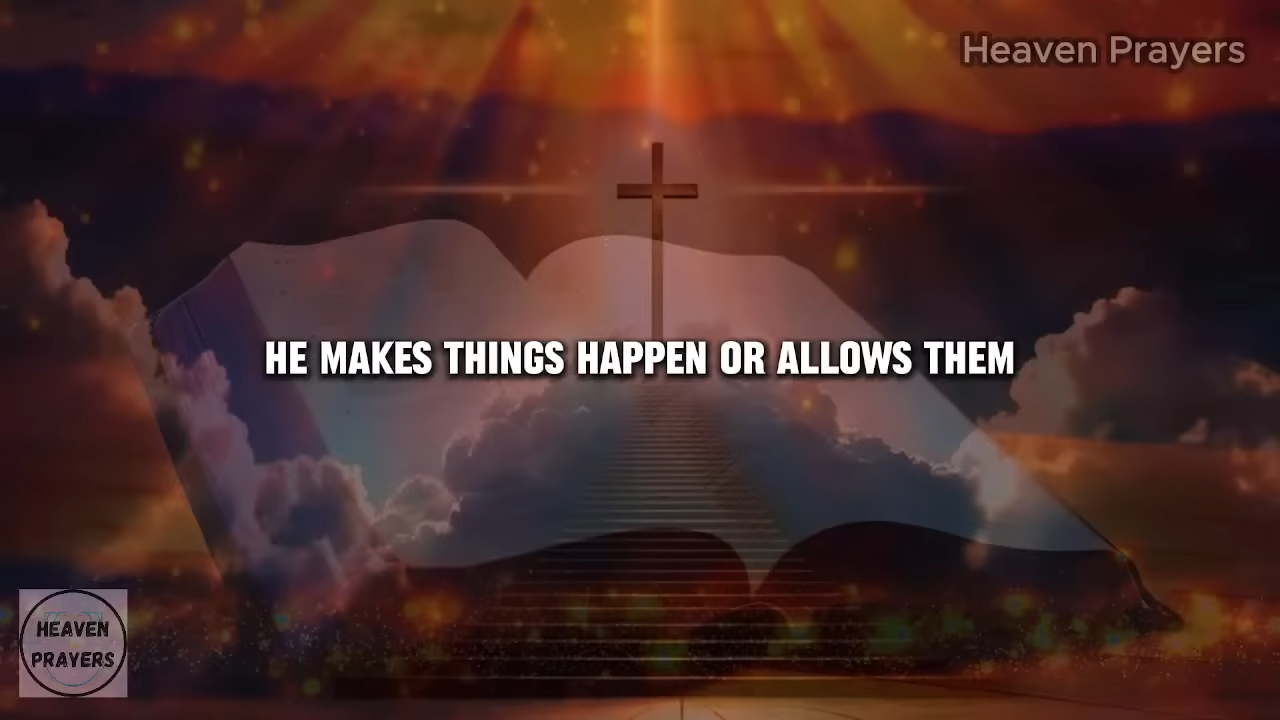 Heaven Prayers
HE MAKES THINGS HAPPEN OR ALLOWS THEM
HEAVEN
PRAYERS